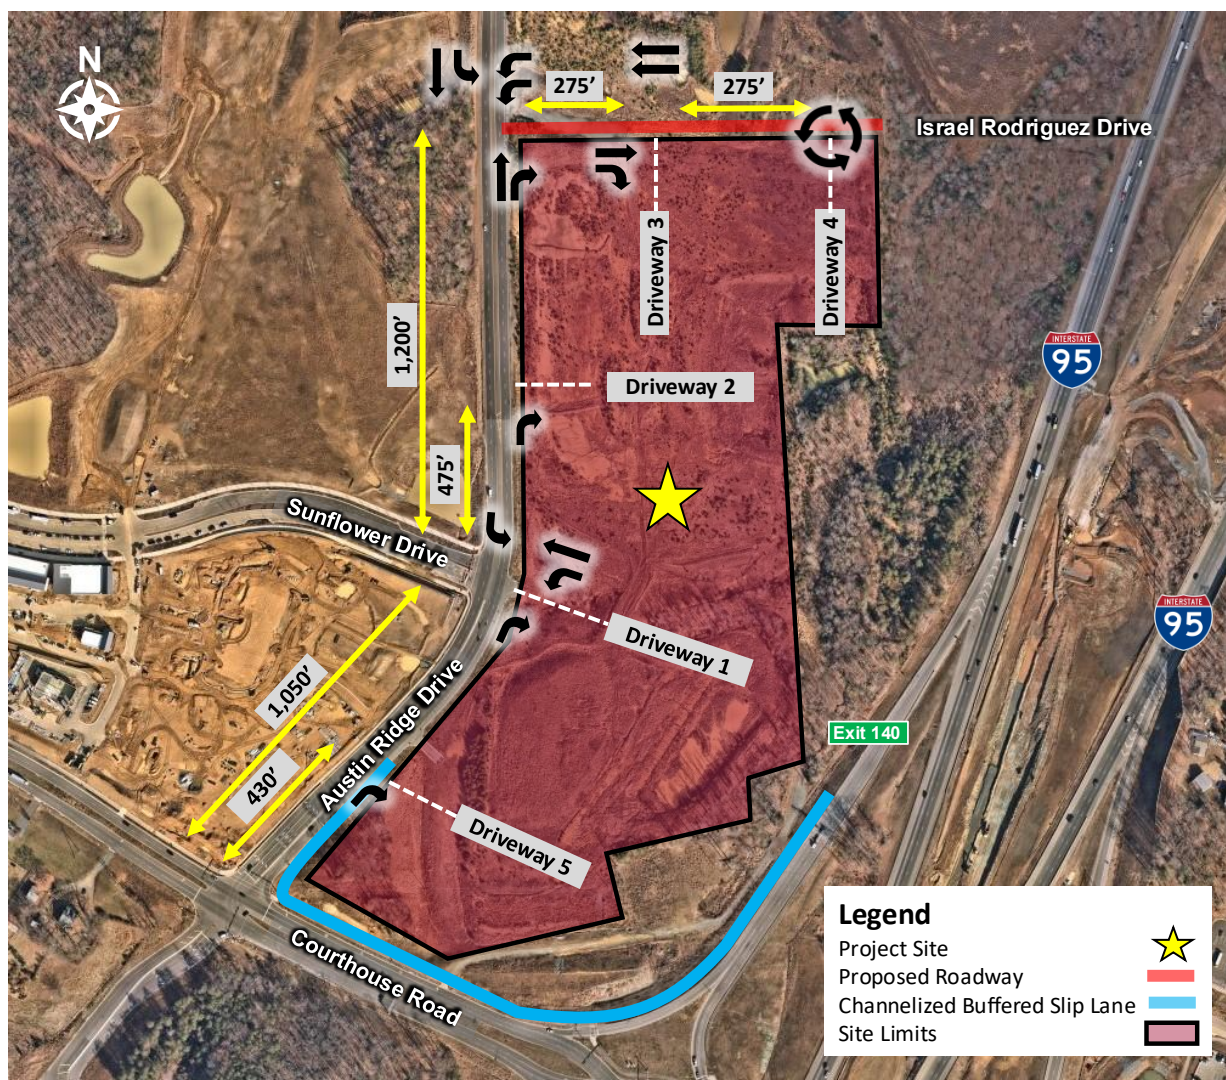 N
275’
275’
Israel Rodriguez Drive
Driveway 3
Driveway 4
1,200’
INTERSTATE
95
Driveway 2
475’
Sunflower Drive
INTERSTATE
95
Driveway 1
1,050’
Austin Ridge Drive
Exit 140
430’
Driveway 5
Courthouse Road
Legend
Project Site
Proposed Roadway
Channelized Buffered Slip Lane
Site Limits